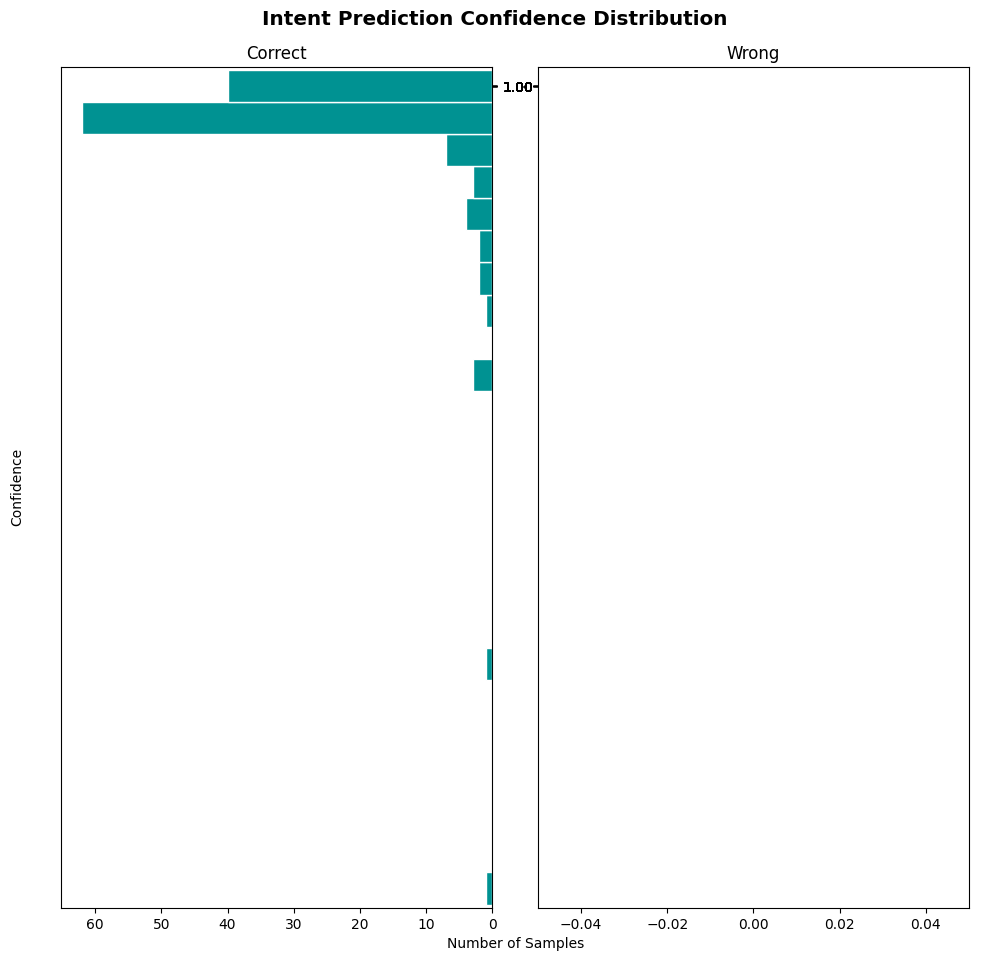 Intent Prediction Confidence Distribution
Correct
Wrong
1.00
Confidence
60 50 40 30 20 10 0
−0.04 −0.02 0.00 0.02 0.04
Number of Samples